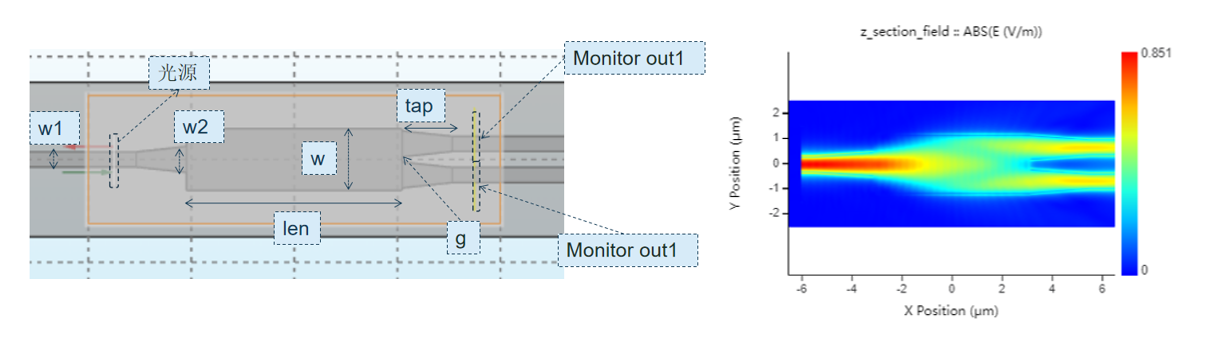 光源
Monitor out1
w1
w2
tap
w
len
g
Monitor out1
z_section_field :: ABS(E (V/m))
0.851
0
Y Position (μm)
2
1
0
-1
-2
-6
-4
-2
0
2
4
6
X Position (μm)